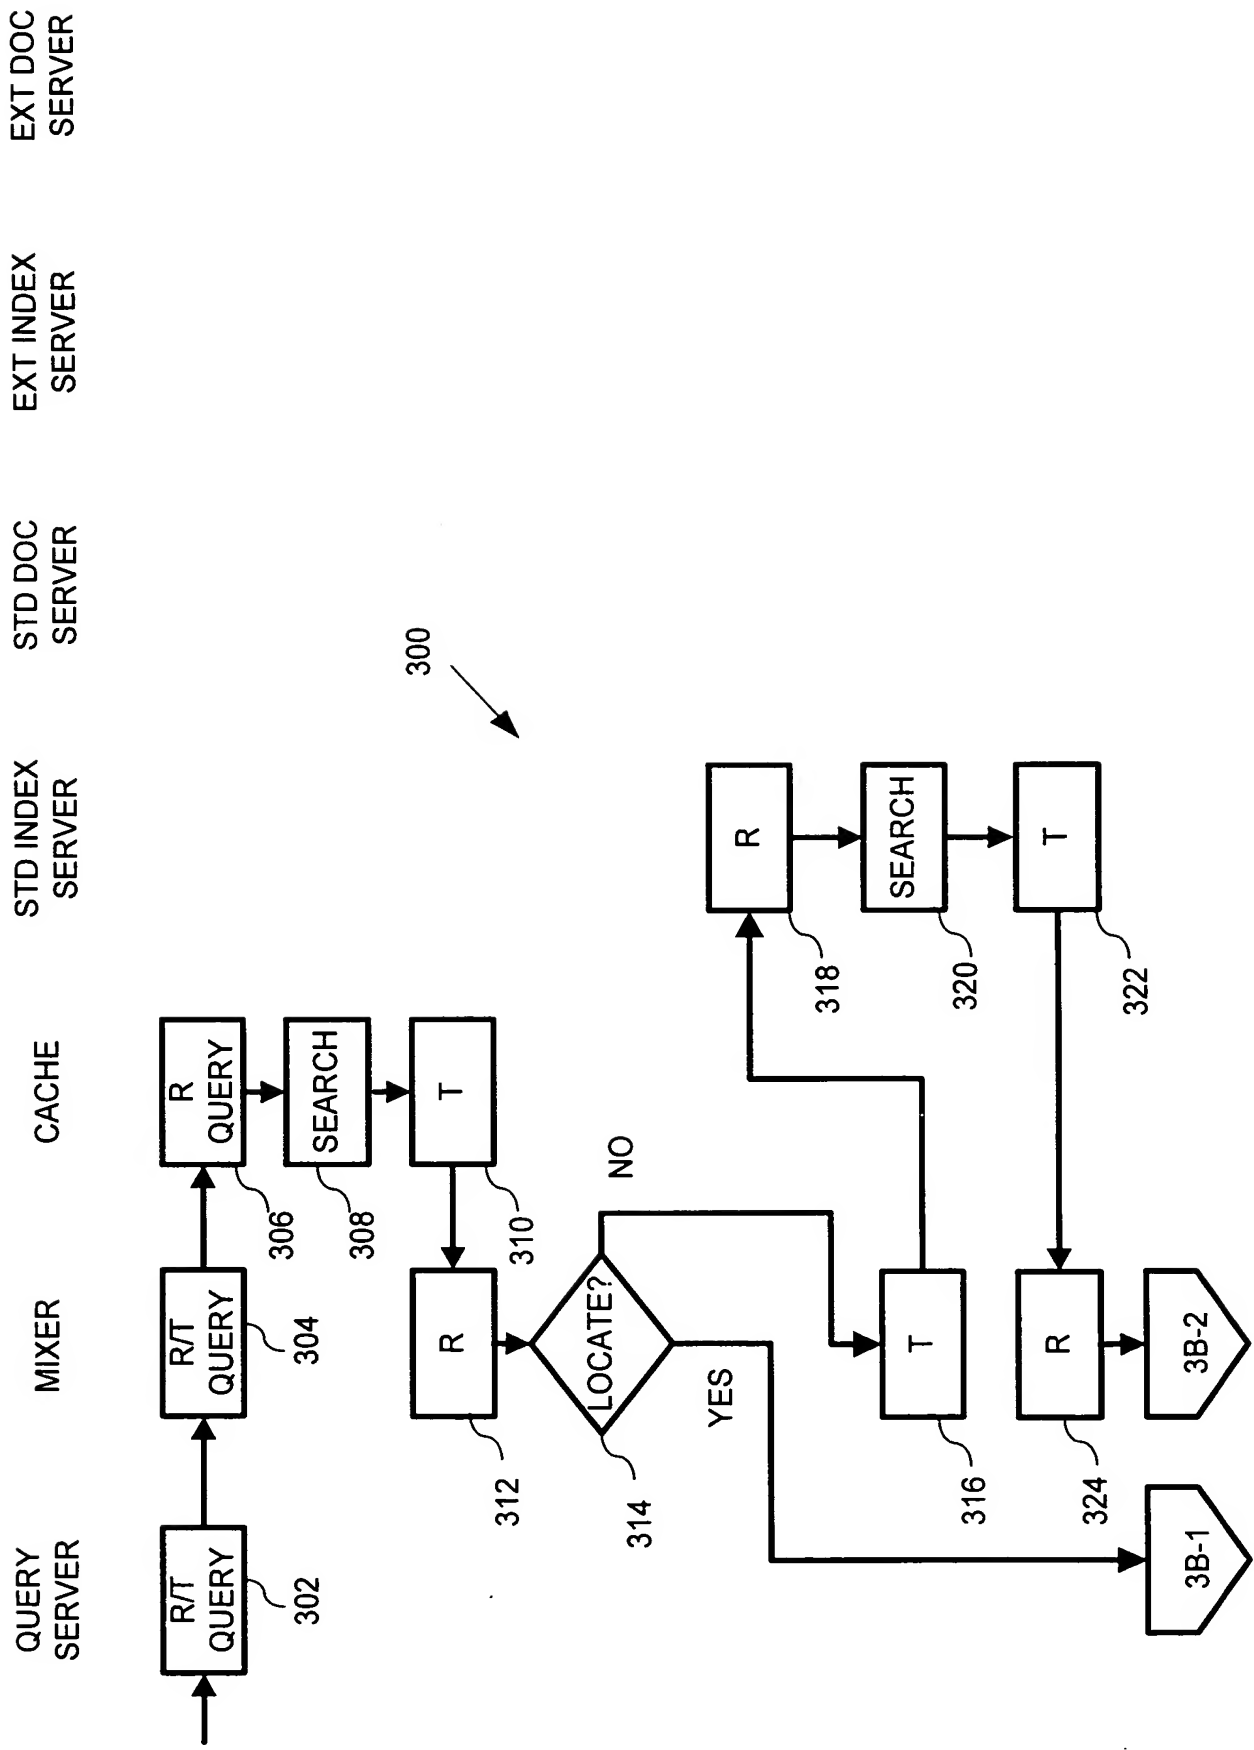 QUERY
SERVER
MIXER
CACHE
STD INDEX
SERVER
STD DOC
SERVER
EXT INDEX
SERVER
EXT DOC
SERVER
R/T
QUERY
302
R/T
QUERY
304
R
QUERY
306
SEARCH
308
T
310
R
312
LOCATE?
314
NO
YES
300
T
316
R
318
SEARCH
320
T
322
R
324
3B-1
3B-2